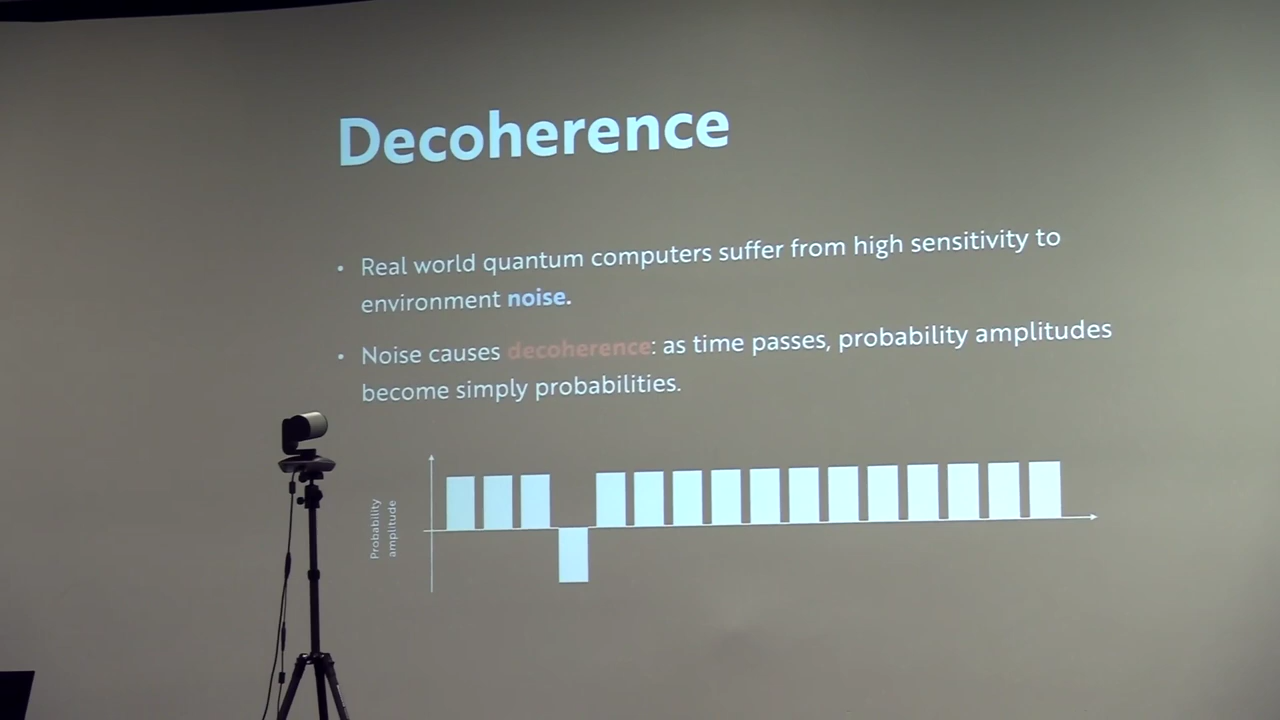 Decoherence
• Real world quantum computers suffer from high sensitivity to
environment noise.
• Noise causes decoherence: as time passes, probability amplitudes
become simply probabilities.
Probability
amplitude